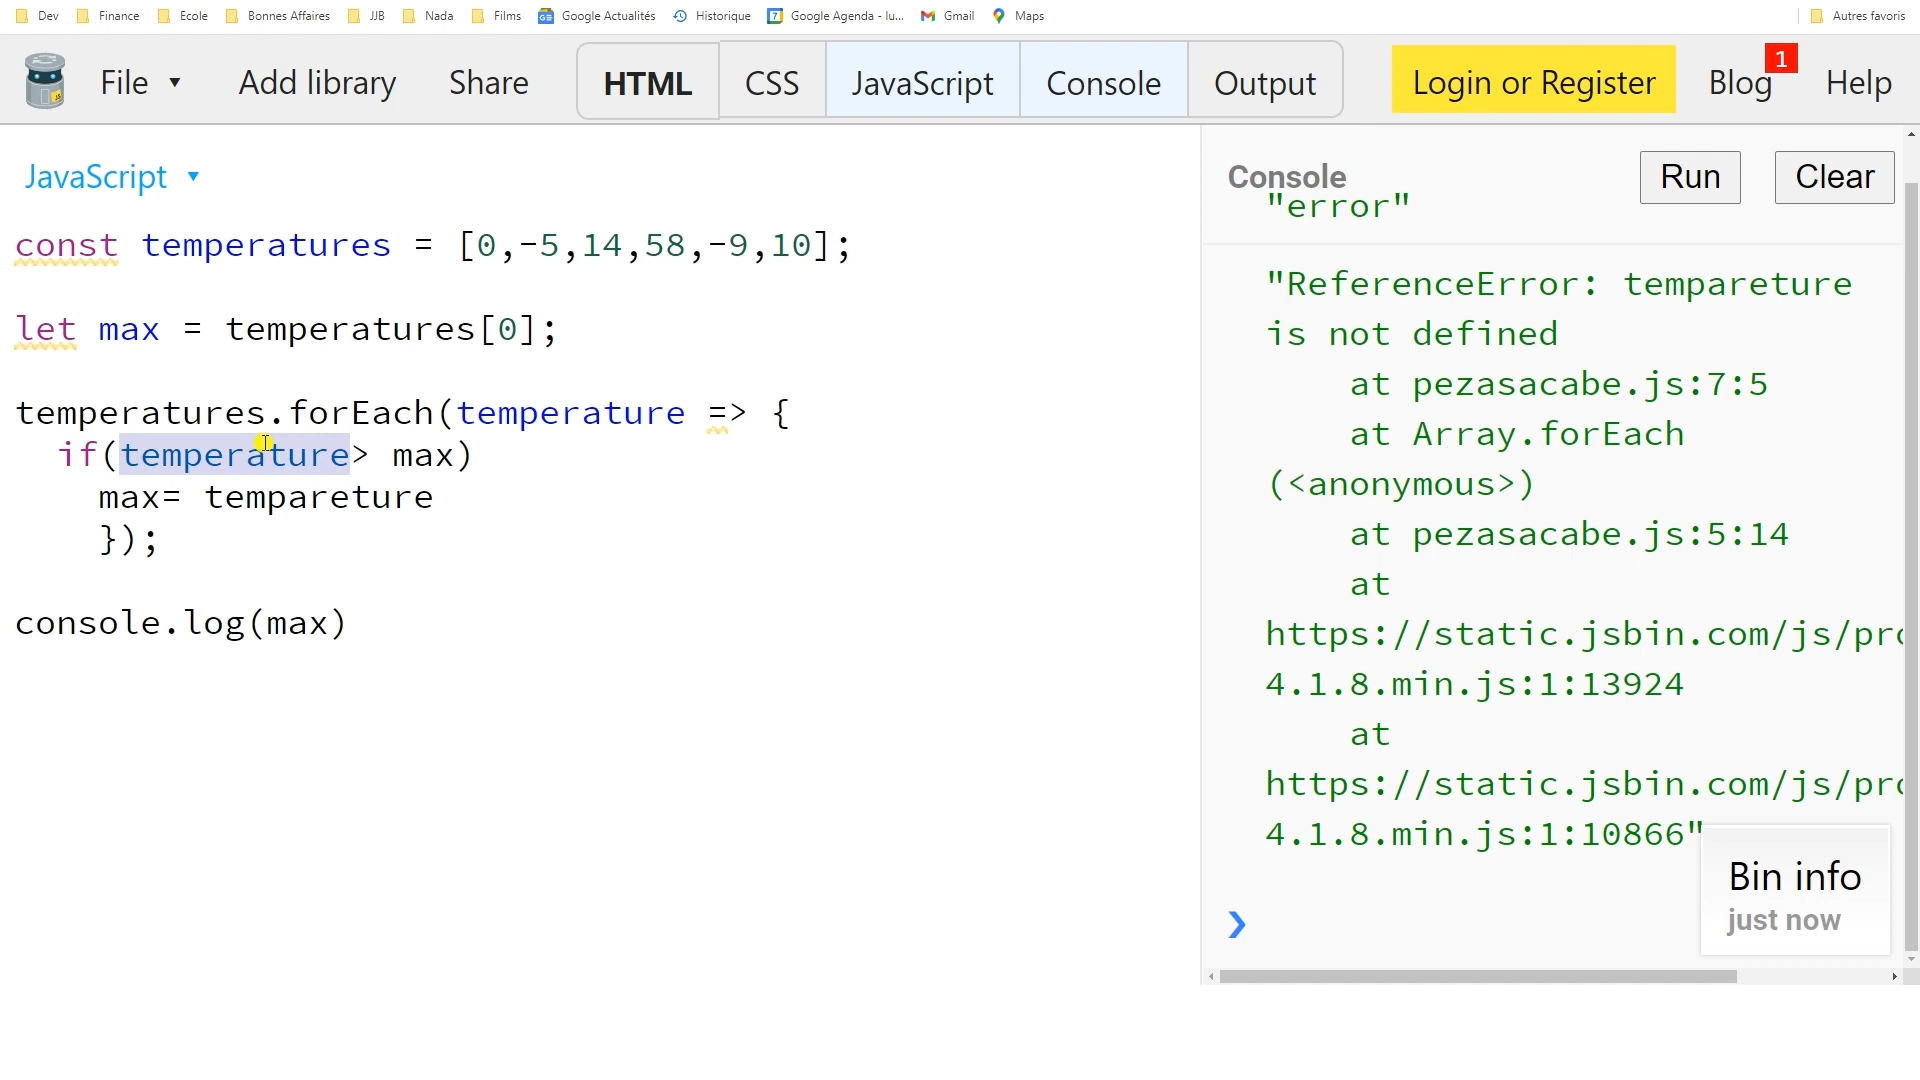 Dev Finance Ecole Bonnes Affaires JJB Nada Films Google Actualités Historique Google Agenda - lu... Gmail Maps Autres favoris
File Add library Share HTML CSS JavaScript Console Output Login or Register Blog 1 Help
JavaScript
const temperatures = [0,-5,14,58,-9,10];
let max = temperatures[0];
temperatures.forEach(temperature => {
if(temperature> max)
max= tempareture
});
console.log(max)
Console Run Clear
"error"
"ReferenceError: tempareture
is not defined
at pezasacabe.js:7:5
at Array.forEach
(<anonymous>)
at pezasacabe.js:5:14
at
https://static.jsbin.com/js/pro
4.1.8.min.js:1:13924
at
https://static.jsbin.com/js/pro
4.1.8.min.js:1:10866"
Bin info
just now